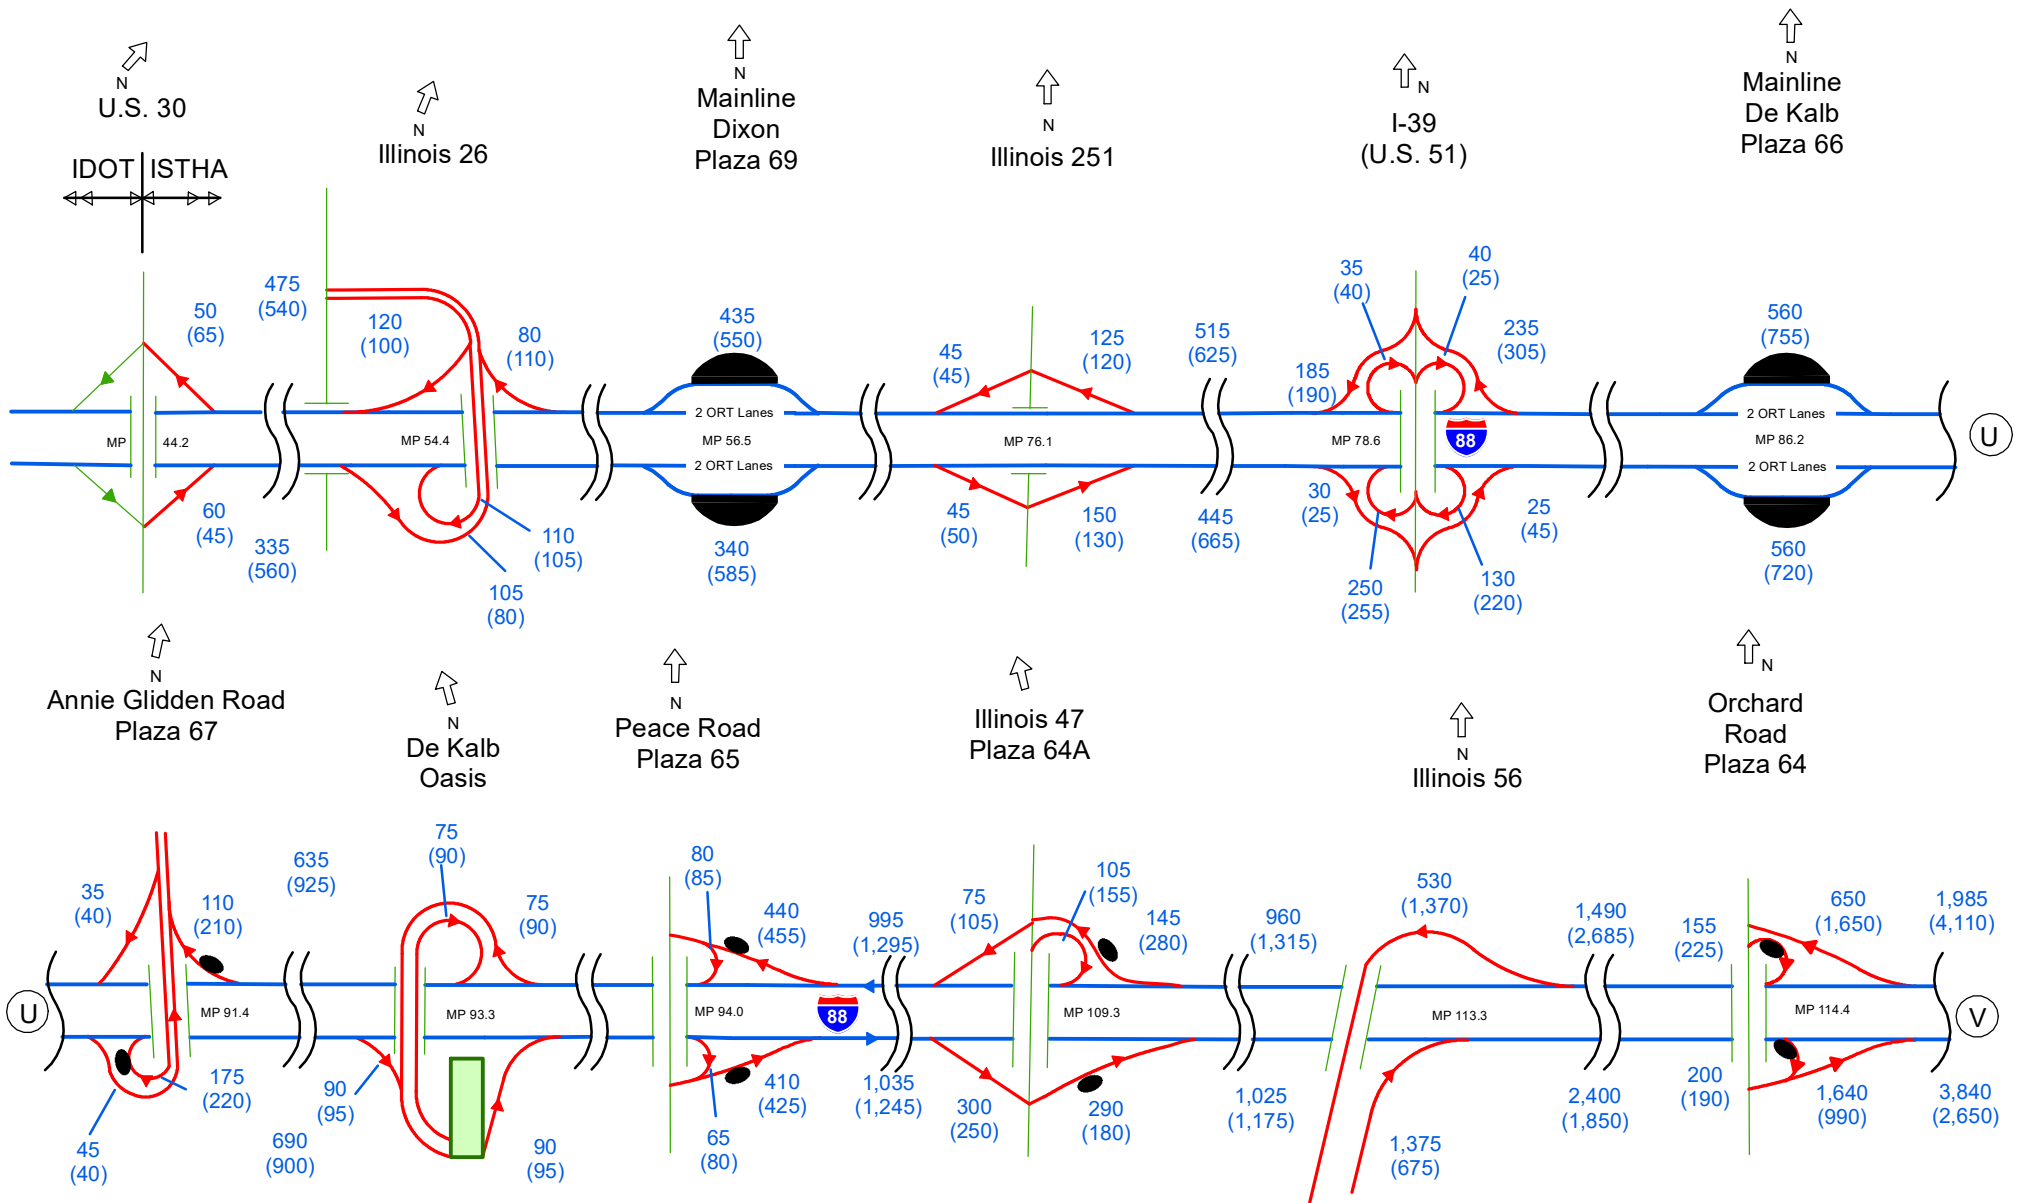 N
U.S. 30
IDOT
ISTHA
N
Illinois 26
N
Mainline
Dixon
Plaza 69
N
Illinois 251
N
I-39
(U.S. 51)
N
Mainline
De Kalb
Plaza 66
50
(65)
475
(540)
120
(100)
80
(110)
435
(550)
45
(45)
125
(120)
515
(625)
35
(40)
40
(25)
185
(190)
235
(305)
560
(755)
MP 44.2
MP 54.4
2 ORT Lanes
MP 56.5
2 ORT Lanes
MP 76.1
MP 78.6
88
2 ORT Lanes
MP 86.2
2 ORT Lanes
U
60
(45)
335
(560)
110
(105)
105
(80)
340
(585)
45
(50)
150
(130)
445
(665)
30
(25)
250
(255)
130
(220)
25
(45)
560
(720)
N
Annie Glidden Road
Plaza 67
N
De Kalb
Oasis
N
Peace Road
Plaza 65
N
Illinois 47
Plaza 64A
N
Illinois 56
N
Orchard
Road
Plaza 64
35
(40)
110
(210)
635
(925)
75
(90)
75
(90)
80
(85)
440
(455)
995
(1,295)
75
(105)
105
(155)
145
(280)
960
(1,315)
530
(1,370)
1,490
(2,685)
155
(225)
650
(1,650)
1,985
(4,110)
U
MP 91.4
MP 93.3
MP 94.0
88
MP 109.3
MP 113.3
MP 114.4
V
45
(40)
175
(220)
690
(900)
90
(95)
90
(95)
65
(80)
410
(425)
1,035
(1,245)
300
(250)
290
(180)
1,025
(1,175)
1,375
(675)
2,400
(1,850)
200
(190)
1,640
(990)
3,840
(2,650)